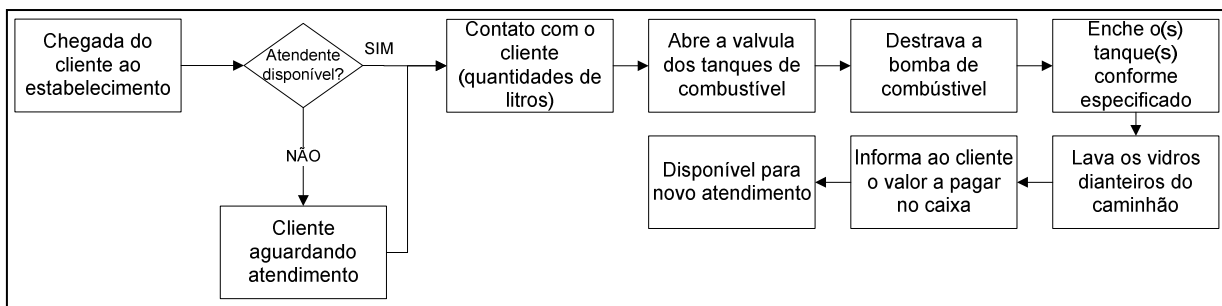 Chegada do
cliente ao
estabelecimento
Atendente
disponível?
SIM
NÃO
Cliente
aguardando
atendimento
Contato com o
cliente
(quantidades de
litros)
Abre a valvula
dos tanques de
combustível
Destrava a
bomba de
combústivel
Enche o(s)
tanque(s)
conforme
especificado
Lava os vidros
dianteiros do
caminhão
Informa ao cliente
o valor a pagar
no caixa
Disponível para
novo atendimento